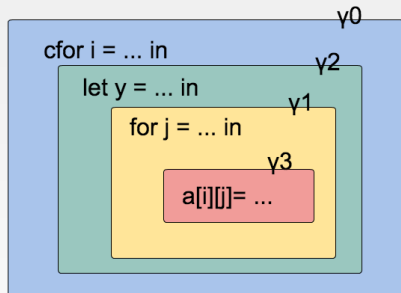 γ0
cfor i = ... in
γ2
let y = ... in
γ1
for j = ... in
γ3
a[i][j]= ...